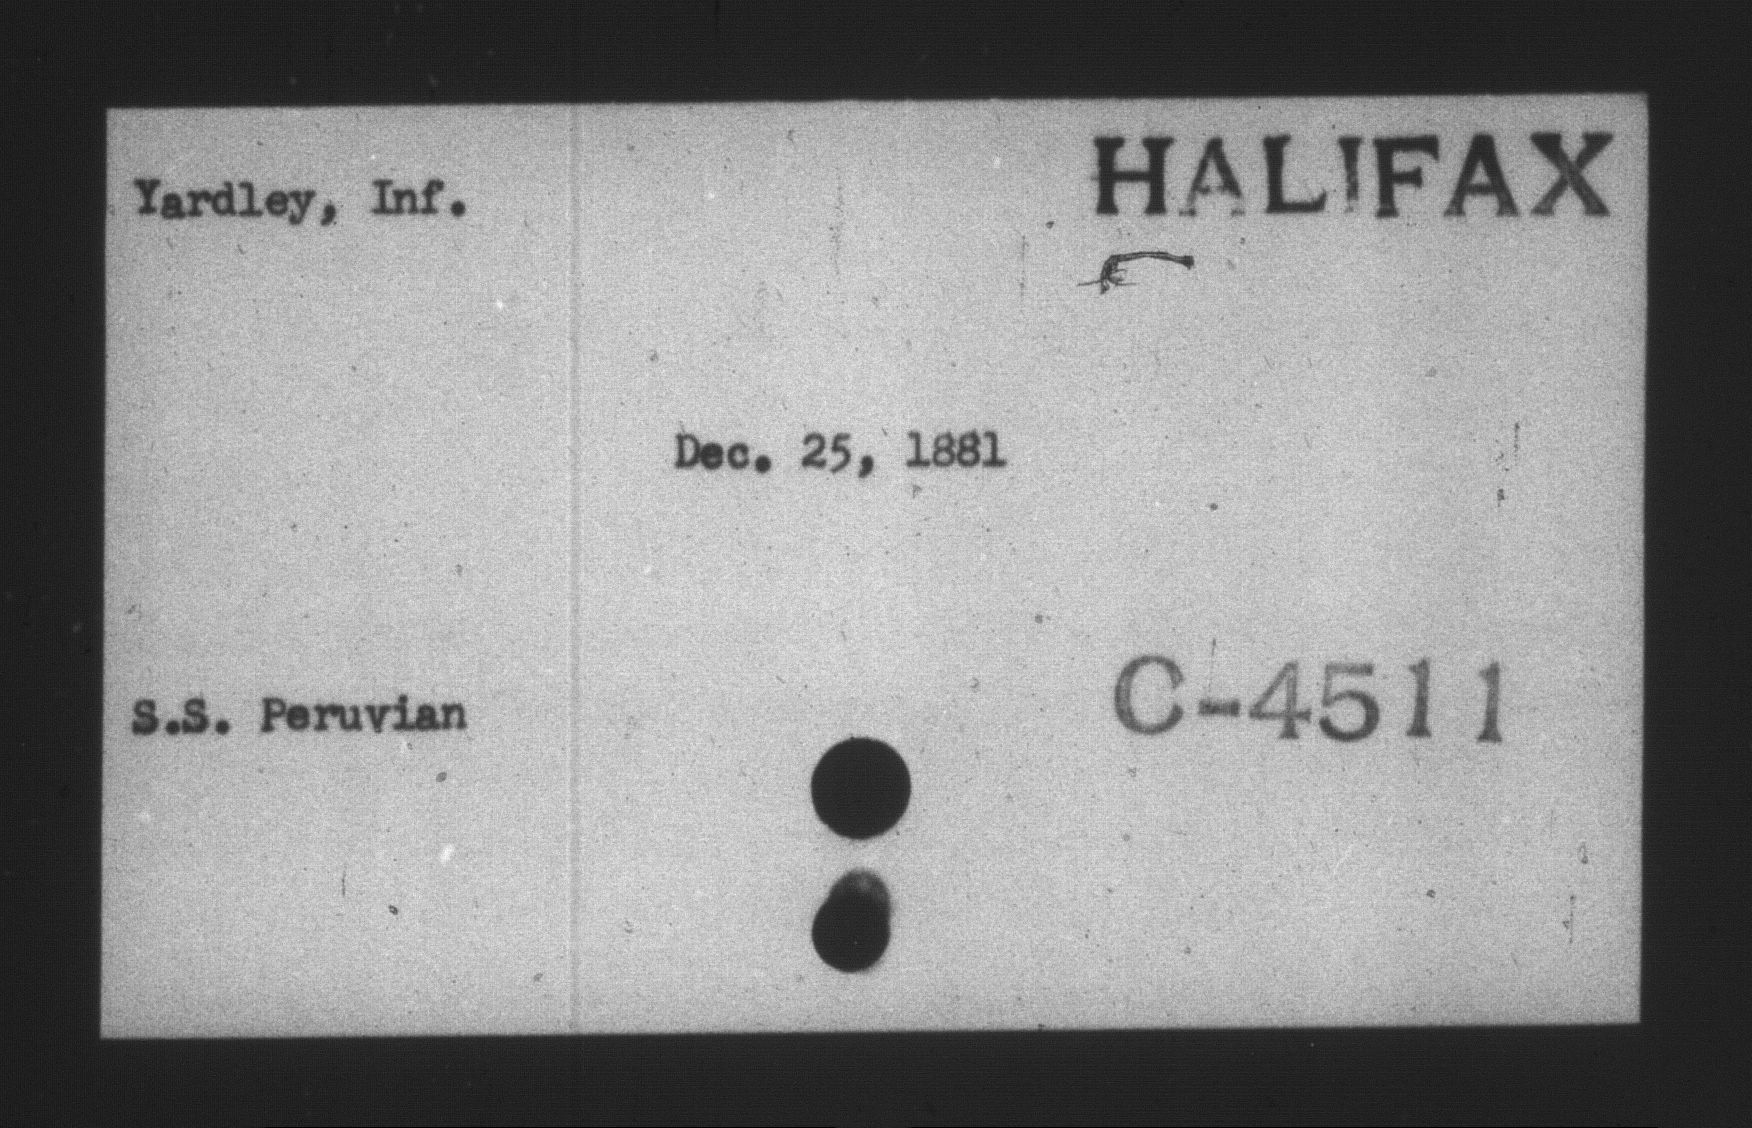 Yardley, Inf.
HALIFAX
Dec. 25, 1881
S.S. Peruvian
C-4511